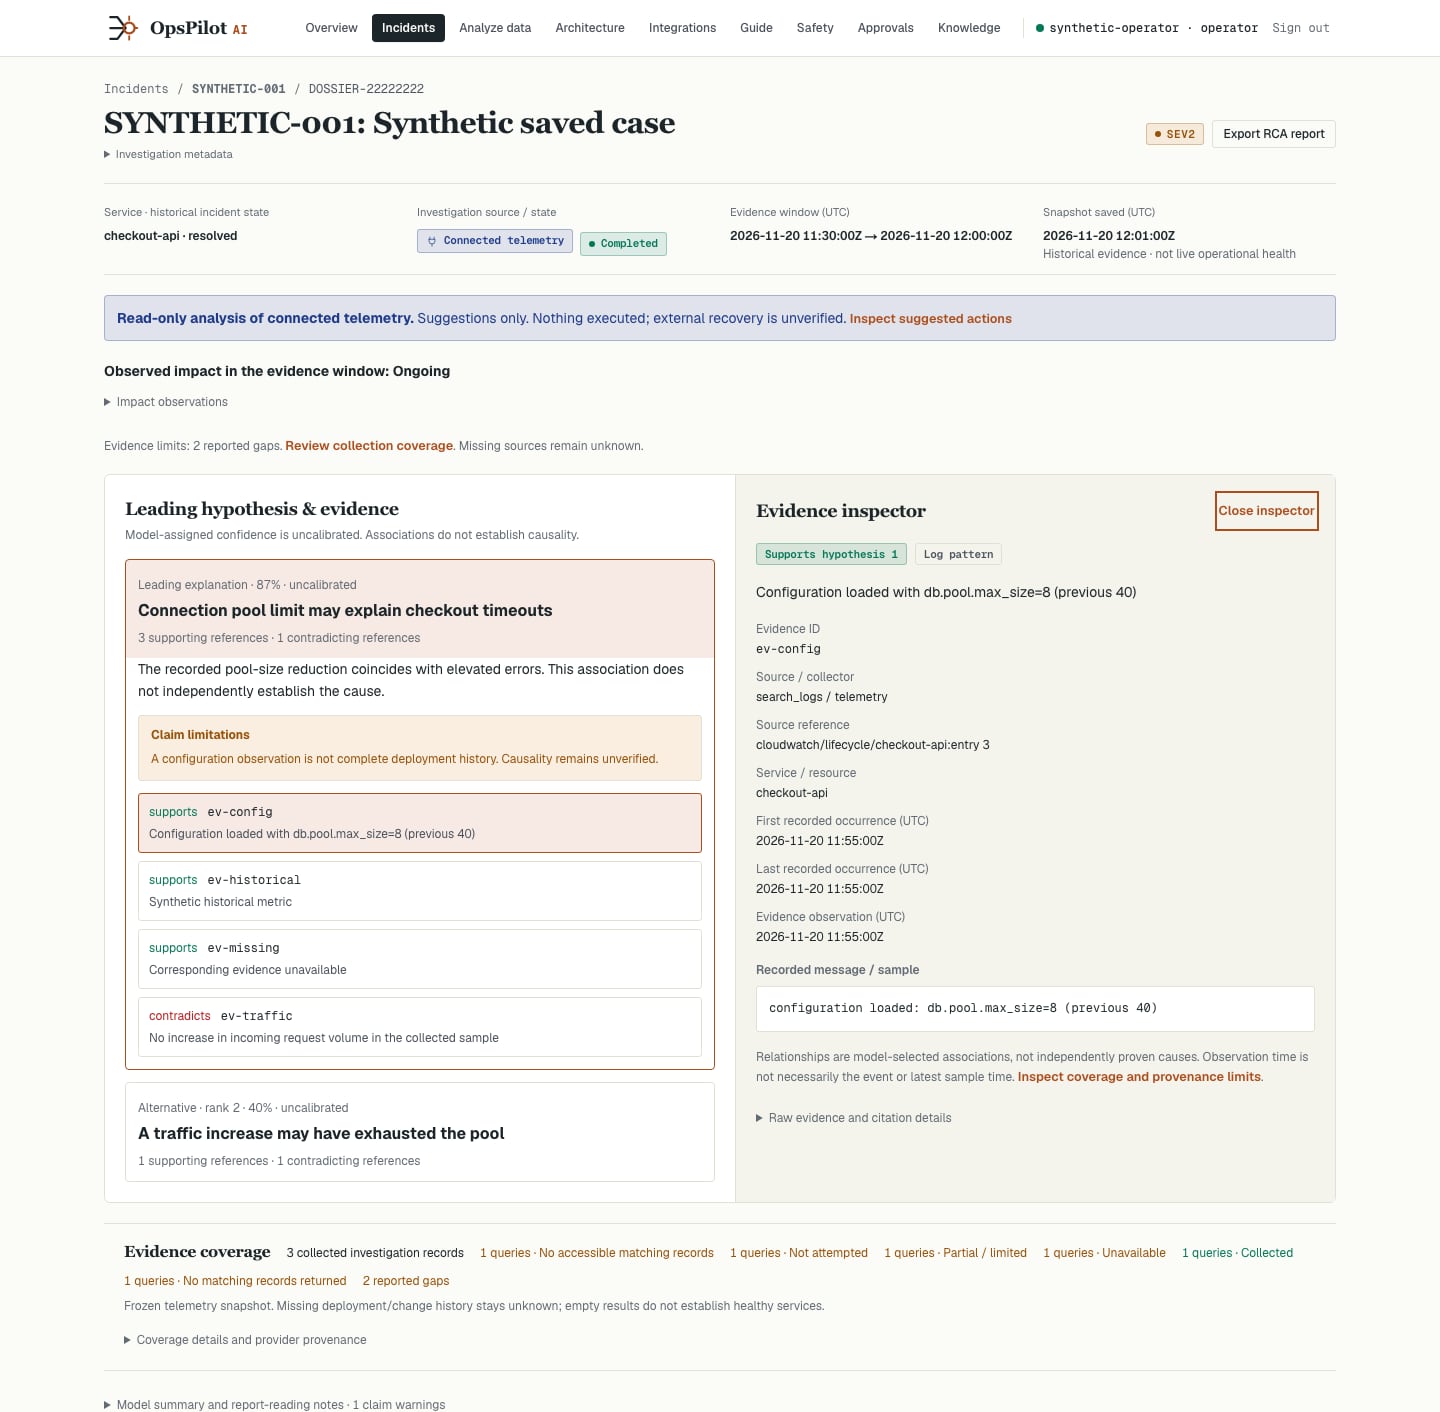 OpsPilot AI
Overview
Incidents
Analyze data
Architecture
Integrations
Guide
Safety
Approvals
Knowledge
synthetic-operator · operator
Sign out
Incidents / SYNTHETIC-001 / DOSSIER-22222222
SYNTHETIC-001: Synthetic saved case
SEV2
Export RCA report
Investigation metadata
Service · historical incident state
checkout-api · resolved
Investigation source / state
Connected telemetry
Completed
Evidence window (UTC)
2026-11-20 11:30:00Z → 2026-11-20 12:00:00Z
Snapshot saved (UTC)
2026-11-20 12:01:00Z
Historical evidence · not live operational health
Read-only analysis of connected telemetry. Suggestions only. Nothing executed; external recovery is unverified. Inspect suggested actions
Observed impact in the evidence window: Ongoing
Impact observations
Evidence limits: 2 reported gaps. Review collection coverage. Missing sources remain unknown.
Leading hypothesis & evidence
Model-assigned confidence is uncalibrated. Associations do not establish causality.
Leading explanation · 87% · uncalibrated
Connection pool limit may explain checkout timeouts
3 supporting references · 1 contradicting references
The recorded pool-size reduction coincides with elevated errors. This association does
not independently establish the cause.
Claim limitations
A configuration observation is not complete deployment history. Causality remains unverified.
supports ev-config
Configuration loaded with db.pool.max_size=8 (previous 40)
supports ev-historical
Synthetic historical metric
supports ev-missing
Corresponding evidence unavailable
contradicts ev-traffic
No increase in incoming request volume in the collected sample
Alternative · rank 2 · 40% · uncalibrated
A traffic increase may have exhausted the pool
1 supporting references · 1 contradicting references
Evidence inspector
Close inspector
Supports hypothesis 1
Log pattern
Configuration loaded with db.pool.max_size=8 (previous 40)
Evidence ID
ev-config
Source / collector
search_logs / telemetry
Source reference
cloudwatch/lifecycle/checkout-api:entry 3
Service / resource
checkout-api
First recorded occurrence (UTC)
2026-11-20 11:55:00Z
Last recorded occurrence (UTC)
2026-11-20 11:55:00Z
Evidence observation (UTC)
2026-11-20 11:55:00Z
Recorded message / sample
configuration loaded: db.pool.max_size=8 (previous 40)
Relationships are model-selected associations, not independently proven causes. Observation time is
not necessarily the event or latest sample time. Inspect coverage and provenance limits.
Raw evidence and citation details
Evidence coverage
3 collected investigation records
1 queries · No accessible matching records
1 queries · Not attempted
1 queries · Partial / limited
1 queries · Unavailable
1 queries · Collected
1 queries · No matching records returned
2 reported gaps
Frozen telemetry snapshot. Missing deployment/change history stays unknown; empty results do not establish healthy services.
Coverage details and provider provenance
Model summary and report-reading notes · 1 claim warnings